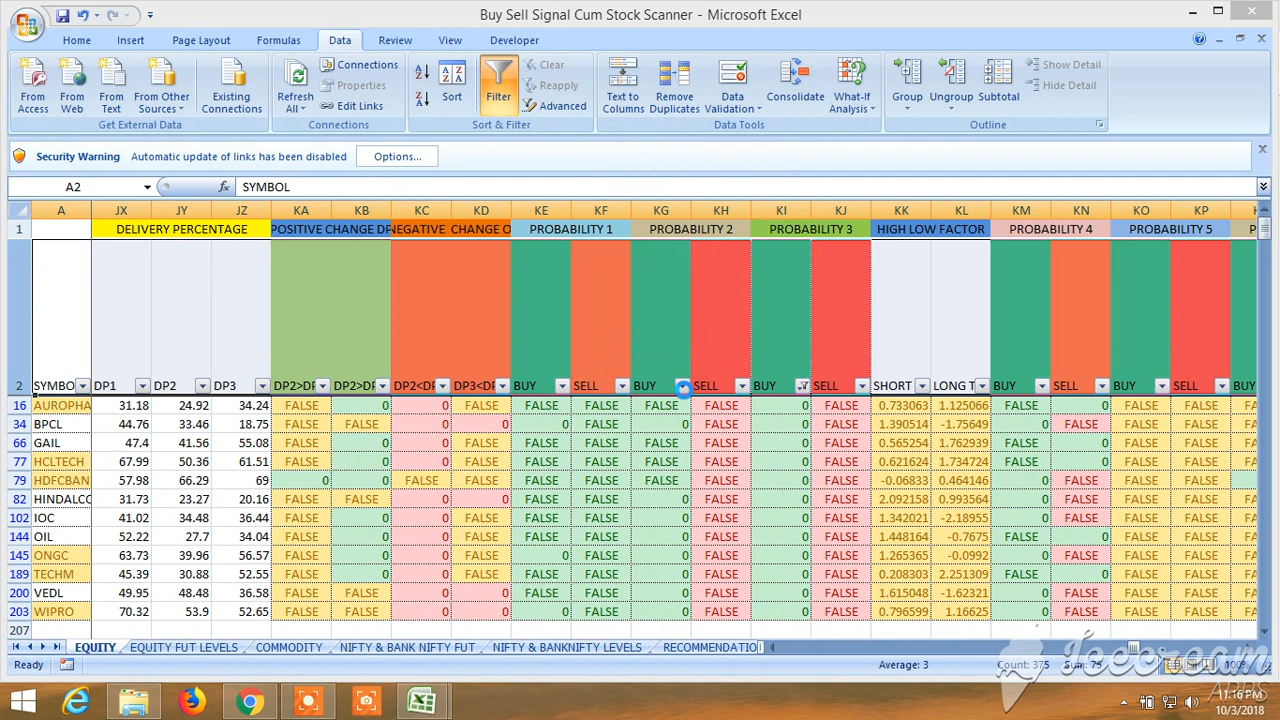 Buy Sell Signal Cum Stock Scanner - Microsoft Excel
Home Insert Page Layout Formulas Data Review View Developer
From Access From Web From Text From Other Sources Existing Connections Refresh All Connections Properties Edit Links Sort Filter Clear Reapply Advanced Text to Columns Remove Duplicates Data Validation Consolidate What-If Analysis Group Ungroup Subtotal Show Detail Hide Detail
Get External Data Connections Sort & Filter Data Tools Outline
Security Warning Automatic update of links has been disabled Options...
A2 fx SYMBOL
A JX JY JZ KA KB KC KD KE KF KG KH KI KJ KK KL KM KN KO KP
1 DELIVERY PERCENTAGE POSITIVE CHANGE DP NEGATIVE CHANGE O PROBABILITY 1 PROBABILITY 2 PROBABILITY 3 HIGH LOW FACTOR PROBABILITY 4 PROBABILITY 5 P
2 SYMBO DP1 DP2 DP3 DP2>DP DP2>DP DP2<DP DP3<DP BUY SELL BUY SELL BUY SELL SHORT LONG T BUY SELL BUY SELL BUY
16 AUROPHA 31.18 24.92 34.24 FALSE 0 0 FALSE FALSE FALSE FALSE FALSE 0 FALSE 0.733063 1.125066 FALSE 0 FALSE FALSE FA
34 BPCL 44.76 33.46 18.75 FALSE FALSE 0 0 0 FALSE 0 FALSE 0 FALSE 1.390514 -1.75649 0 FALSE FALSE FALSE FA
66 GAIL 47.4 41.56 55.08 FALSE 0 0 FALSE FALSE FALSE FALSE FALSE 0 FALSE 0.565254 1.762939 FALSE 0 FALSE FALSE FA
77 HCLTECH 67.99 50.36 61.51 FALSE 0 0 FALSE FALSE FALSE FALSE FALSE 0 FALSE 0.621624 1.734724 FALSE 0 FALSE FALSE FA
79 HDFCBAN 57.98 66.29 69 0 0 FALSE FALSE FALSE FALSE FALSE FALSE 0 FALSE -0.06833 0.464146 0 FALSE FALSE FALSE
82 HINDALCO 31.73 23.27 20.16 FALSE FALSE 0 0 FALSE FALSE 0 FALSE 0 FALSE 2.092158 0.993564 0 FALSE FALSE FALSE FA
102 IOC 41.02 34.48 36.44 FALSE 0 0 FALSE FALSE FALSE 0 FALSE 0 FALSE 1.342021 -2.18955 0 FALSE FALSE FALSE FA
144 OIL 52.22 27.7 34.04 FALSE 0 0 FALSE FALSE FALSE 0 FALSE 0 FALSE 1.448164 -0.7675 FALSE 0 FALSE FALSE FA
145 ONGC 63.73 39.96 56.57 FALSE 0 0 FALSE 0 FALSE 0 FALSE 0 FALSE 1.265365 -0.0992 0 FALSE FALSE FALSE FA
189 TECHM 45.39 30.88 52.55 FALSE 0 0 FALSE FALSE FALSE 0 FALSE 0 FALSE 0.208303 2.251309 FALSE 0 FALSE FALSE FA
200 VEDL 49.95 48.48 36.58 FALSE FALSE 0 0 FALSE FALSE 0 FALSE 0 FALSE 1.615048 -1.62321 0 FALSE FALSE FALSE FA
203 WIPRO 70.32 53.9 52.65 FALSE FALSE 0 0 0 FALSE 0 FALSE 0 FALSE 0.796599 1.16625 0 FALSE FALSE FALSE FA
207
EQUITY EQUITY FUT LEVELS COMMODITY NIFTY & BANK NIFTY FUT NIFTY & BANKNIFTY LEVELS RECOMMENDATIO
Ready Average: 3 Count: 375 Sum: 75 100%
Icecream
APPS
11:16 PM
10/3/2018